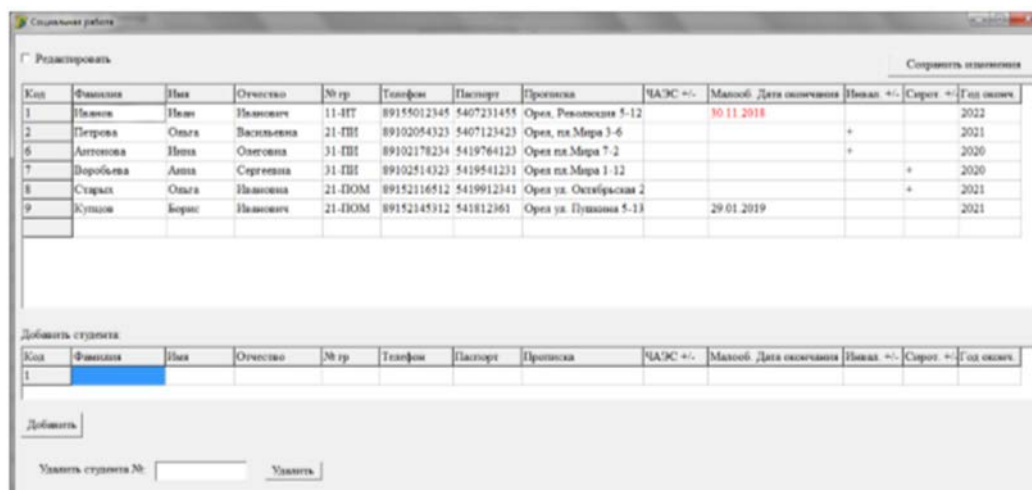 Социальная работа
Редактировать
Сохранить изменения
Код Фамилия Имя Отчество № гр Телефон Паспорт Прописка ЧАЭС +/- Малооб. Дата окончания Инвал. +/- Сирот. +/- Год оконч.
1 Иванов Иван Иванович 11-ИТ 89155012345 5407231455 Орел, Революция 5-12 30.11.2018 2022
2 Петрова Ольга Васильевна 21-ПИ 89102054323 5407123423 Орел, пл.Мира 3-6 + 2021
6 Антонова Инна Олеговна 31-ПИ 89102178234 5419764123 Орел пл.Мира 7-2 + 2020
7 Воробьева Анна Сергеевна 31-ПИ 89102514323 5419541231 Орел пл.Мира 1-12 + 2020
8 Старых Ольга Ивановна 21-ПОМ 89152116512 5419912341 Орел ул. Октябрьская 2 + 2021
9 Купцов Борис Иванович 21-ПОМ 89152145312 541812361 Орел ул. Пушкина 5-13 29.01.2019 2021
Добавить студента:
Код Фамилия Имя Отчество № гр Телефон Паспорт Прописка ЧАЭС +/- Малооб. Дата окончания Инвал. +/- Сирот. +/- Год оконч.
1
Добавить
Удалить студента №: Удалить